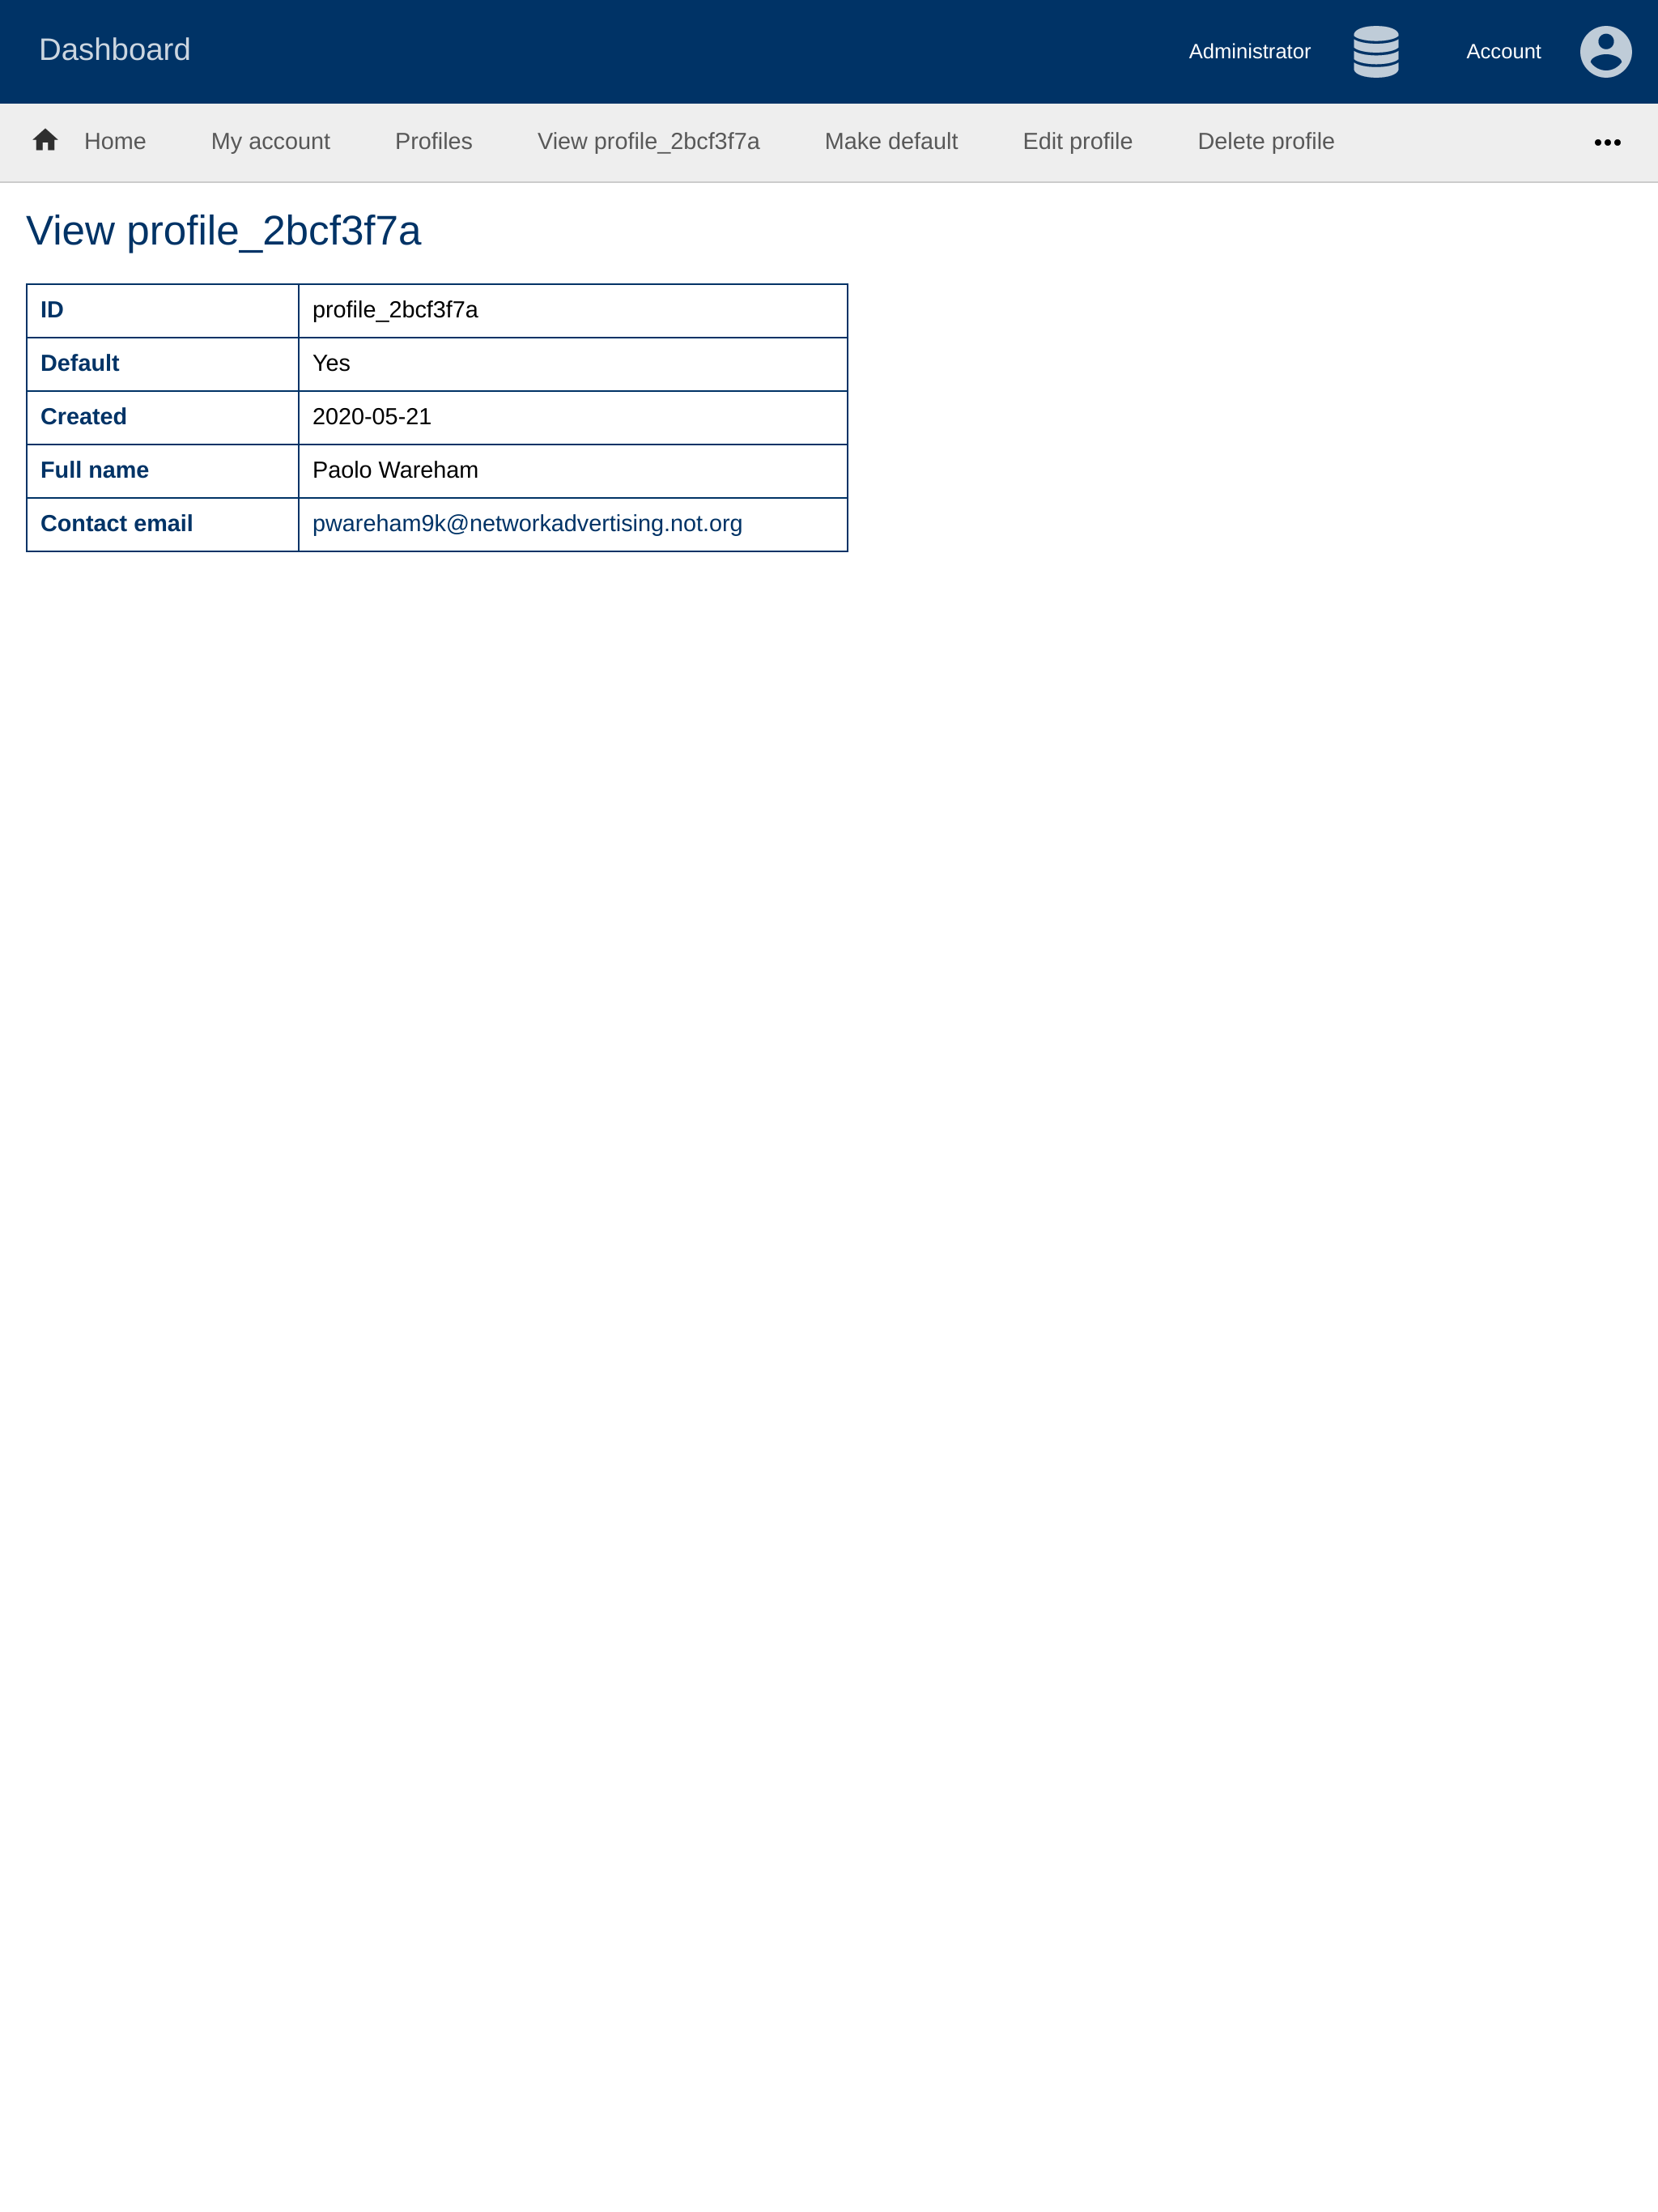 Dashboard Administrator Account
Home My account Profiles View profile_2bcf3f7a Make default Edit profile Delete profile
View profile_2bcf3f7a
ID profile_2bcf3f7a
Default Yes
Created 2020-05-21
Full name Paolo Wareham
Contact email pwareham9k@networkadvertising.not.org